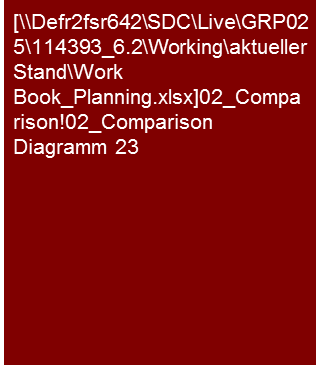 [\\Defr2fsr642\SDC\Live\GRP02
5\114393_6.2\Working\aktueller
Stand\Work
Book_Planning.xlsx]02_Compa
rison!02_Comparison
Diagramm 23